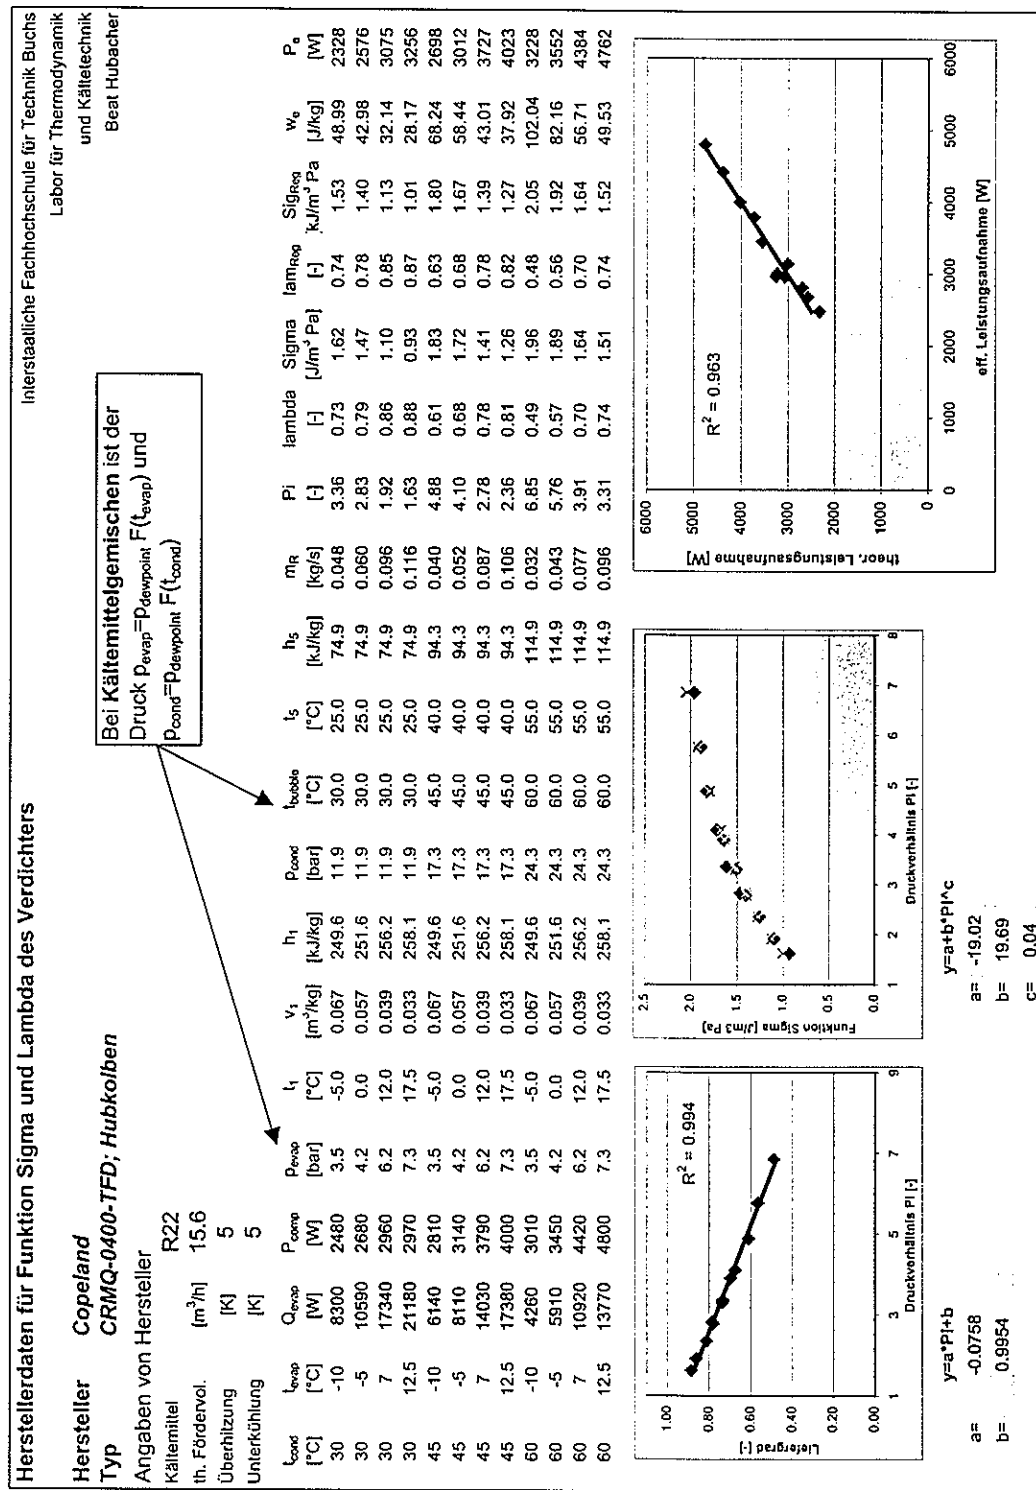 Herstellerdaten für Funktion Sigma und Lambda des Verdichters
Interstaatliche Fachhochschule für Technik Buchs
Labor für Thermodynamik
und Kältetechnik
Beat Hubacher
Hersteller Copeland
Typ CRMQ-0400-TFD; Hubkolben
Angaben von Hersteller
Kältemittel R22
th. Fördervol. [m³/h] 15.6
Überhitzung [K] 5
Unterkühlung [K] 5
Bei Kältemittelgemischen ist der
Druck pevap=pdewpoint F(tevap) und
pcond=pdewpoint F(tcond)
tcond tevap Qevap Pcomp pevap t1 v1 h1 pcond tbubble t5 h5 mR Pi lambda Sigma lamReg SigReg we Pe
[°C] [°C] [W] [W] [bar] [°C] [m³/kg] [kJ/kg] [bar] [°C] [°C] [kJ/kg] [kg/s] [-] [-] [J/m³ Pa] [-] [kJ/m³ Pa [J/kg] [W]
30 -10 8300 2480 3.5 -5.0 0.067 249.6 11.9 30.0 25.0 74.9 0.048 3.36 0.73 1.62 0.74 1.53 48.99 2328
30 -5 10590 2680 4.2 0.0 0.057 251.6 11.9 30.0 25.0 74.9 0.060 2.83 0.79 1.47 0.78 1.40 42.98 2576
30 7 17340 2960 6.2 12.0 0.039 256.2 11.9 30.0 25.0 74.9 0.096 1.92 0.86 1.10 0.85 1.13 32.14 3075
30 12.5 21180 2970 7.3 17.5 0.033 258.1 11.9 30.0 25.0 74.9 0.116 1.63 0.88 0.93 0.87 1.01 28.17 3256
45 -10 6140 2810 3.5 -5.0 0.067 249.6 17.3 45.0 40.0 94.3 0.040 4.88 0.61 1.83 0.63 1.80 68.24 2698
45 -5 8110 3140 4.2 0.0 0.057 251.6 17.3 45.0 40.0 94.3 0.052 4.10 0.68 1.72 0.68 1.67 58.44 3012
45 7 14030 3790 6.2 12.0 0.039 256.2 17.3 45.0 40.0 94.3 0.087 2.78 0.78 1.41 0.78 1.39 43.01 3727
45 12.5 17380 4000 7.3 17.5 0.033 258.1 17.3 45.0 40.0 94.3 0.106 2.36 0.81 1.26 0.82 1.27 37.92 4023
60 -10 4260 3010 3.5 -5.0 0.067 249.6 24.3 60.0 55.0 114.9 0.032 6.85 0.49 1.96 0.48 2.05 102.04 3228
60 -5 5910 3450 4.2 0.0 0.057 251.6 24.3 60.0 55.0 114.9 0.043 5.76 0.57 1.89 0.56 1.92 82.16 3552
60 7 10920 4420 6.2 12.0 0.039 256.2 24.3 60.0 55.0 114.9 0.077 3.91 0.70 1.64 0.70 1.64 56.71 4384
60 12.5 13770 4800 7.3 17.5 0.033 258.1 24.3 60.0 55.0 114.9 0.096 3.31 0.74 1.51 0.74 1.52 49.53 4762
Liefergrad [-]
1.00
0.80
0.60
0.40
0.20
0.00
R² = 0.994
1 3 5 7 9
Druckverhältnis PI [-]
y=a*PI+b
a= -0.0758
b= 0.9954
Funktion Sigma [J/m3 Pa]
2.5
2.0
1.5
1.0
0.5
0.0
1 2 3 4 5 6 7 8
Druckverhältnis PI [-]
y=a+b*PI^c
a= -19.02
b= 19.69
c= 0.04
theor. Leistungsaufnahme [W]
6000
5000
4000
3000
2000
1000
0
R² = 0.963
0 1000 2000 3000 4000 5000 6000
eff. Leistungsaufnahme [W]